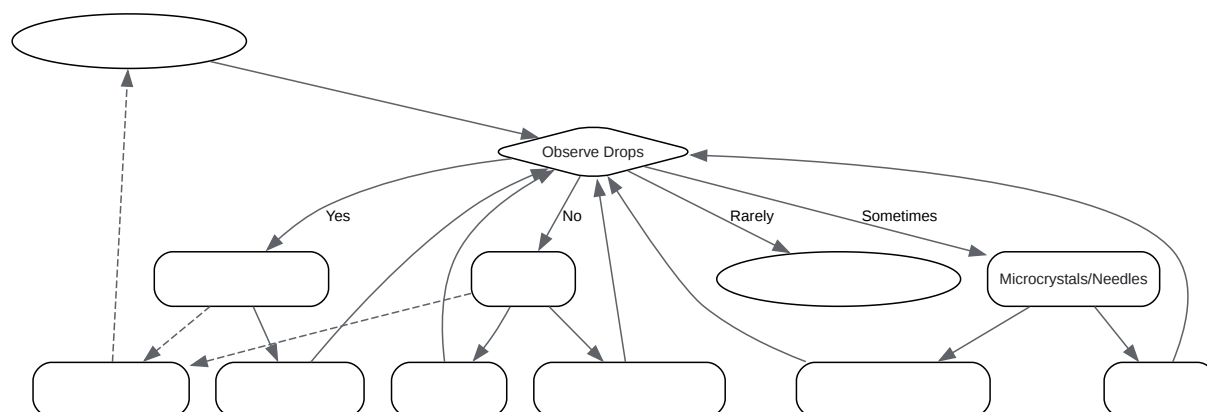 Observe Drops
Yes
No
Rarely
Sometimes
Microcrystals/Needles